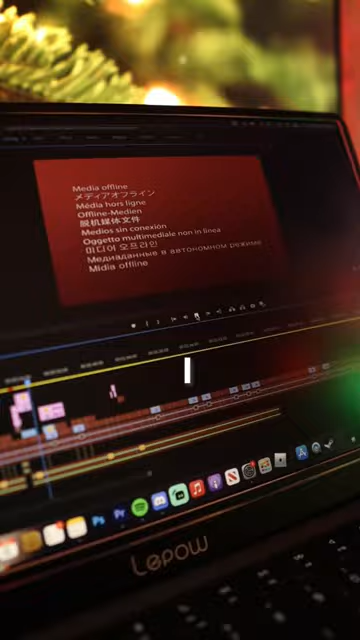 Media offline
メディアオフライン
Média hors ligne
Offline-Medien
脱机媒体文件
Medios sin conexión
Oggetto multimediale non in linea
미디어 오프라인
Медиаданные в автономном режиме
Mídia offline
Ps
Pr
Lepow